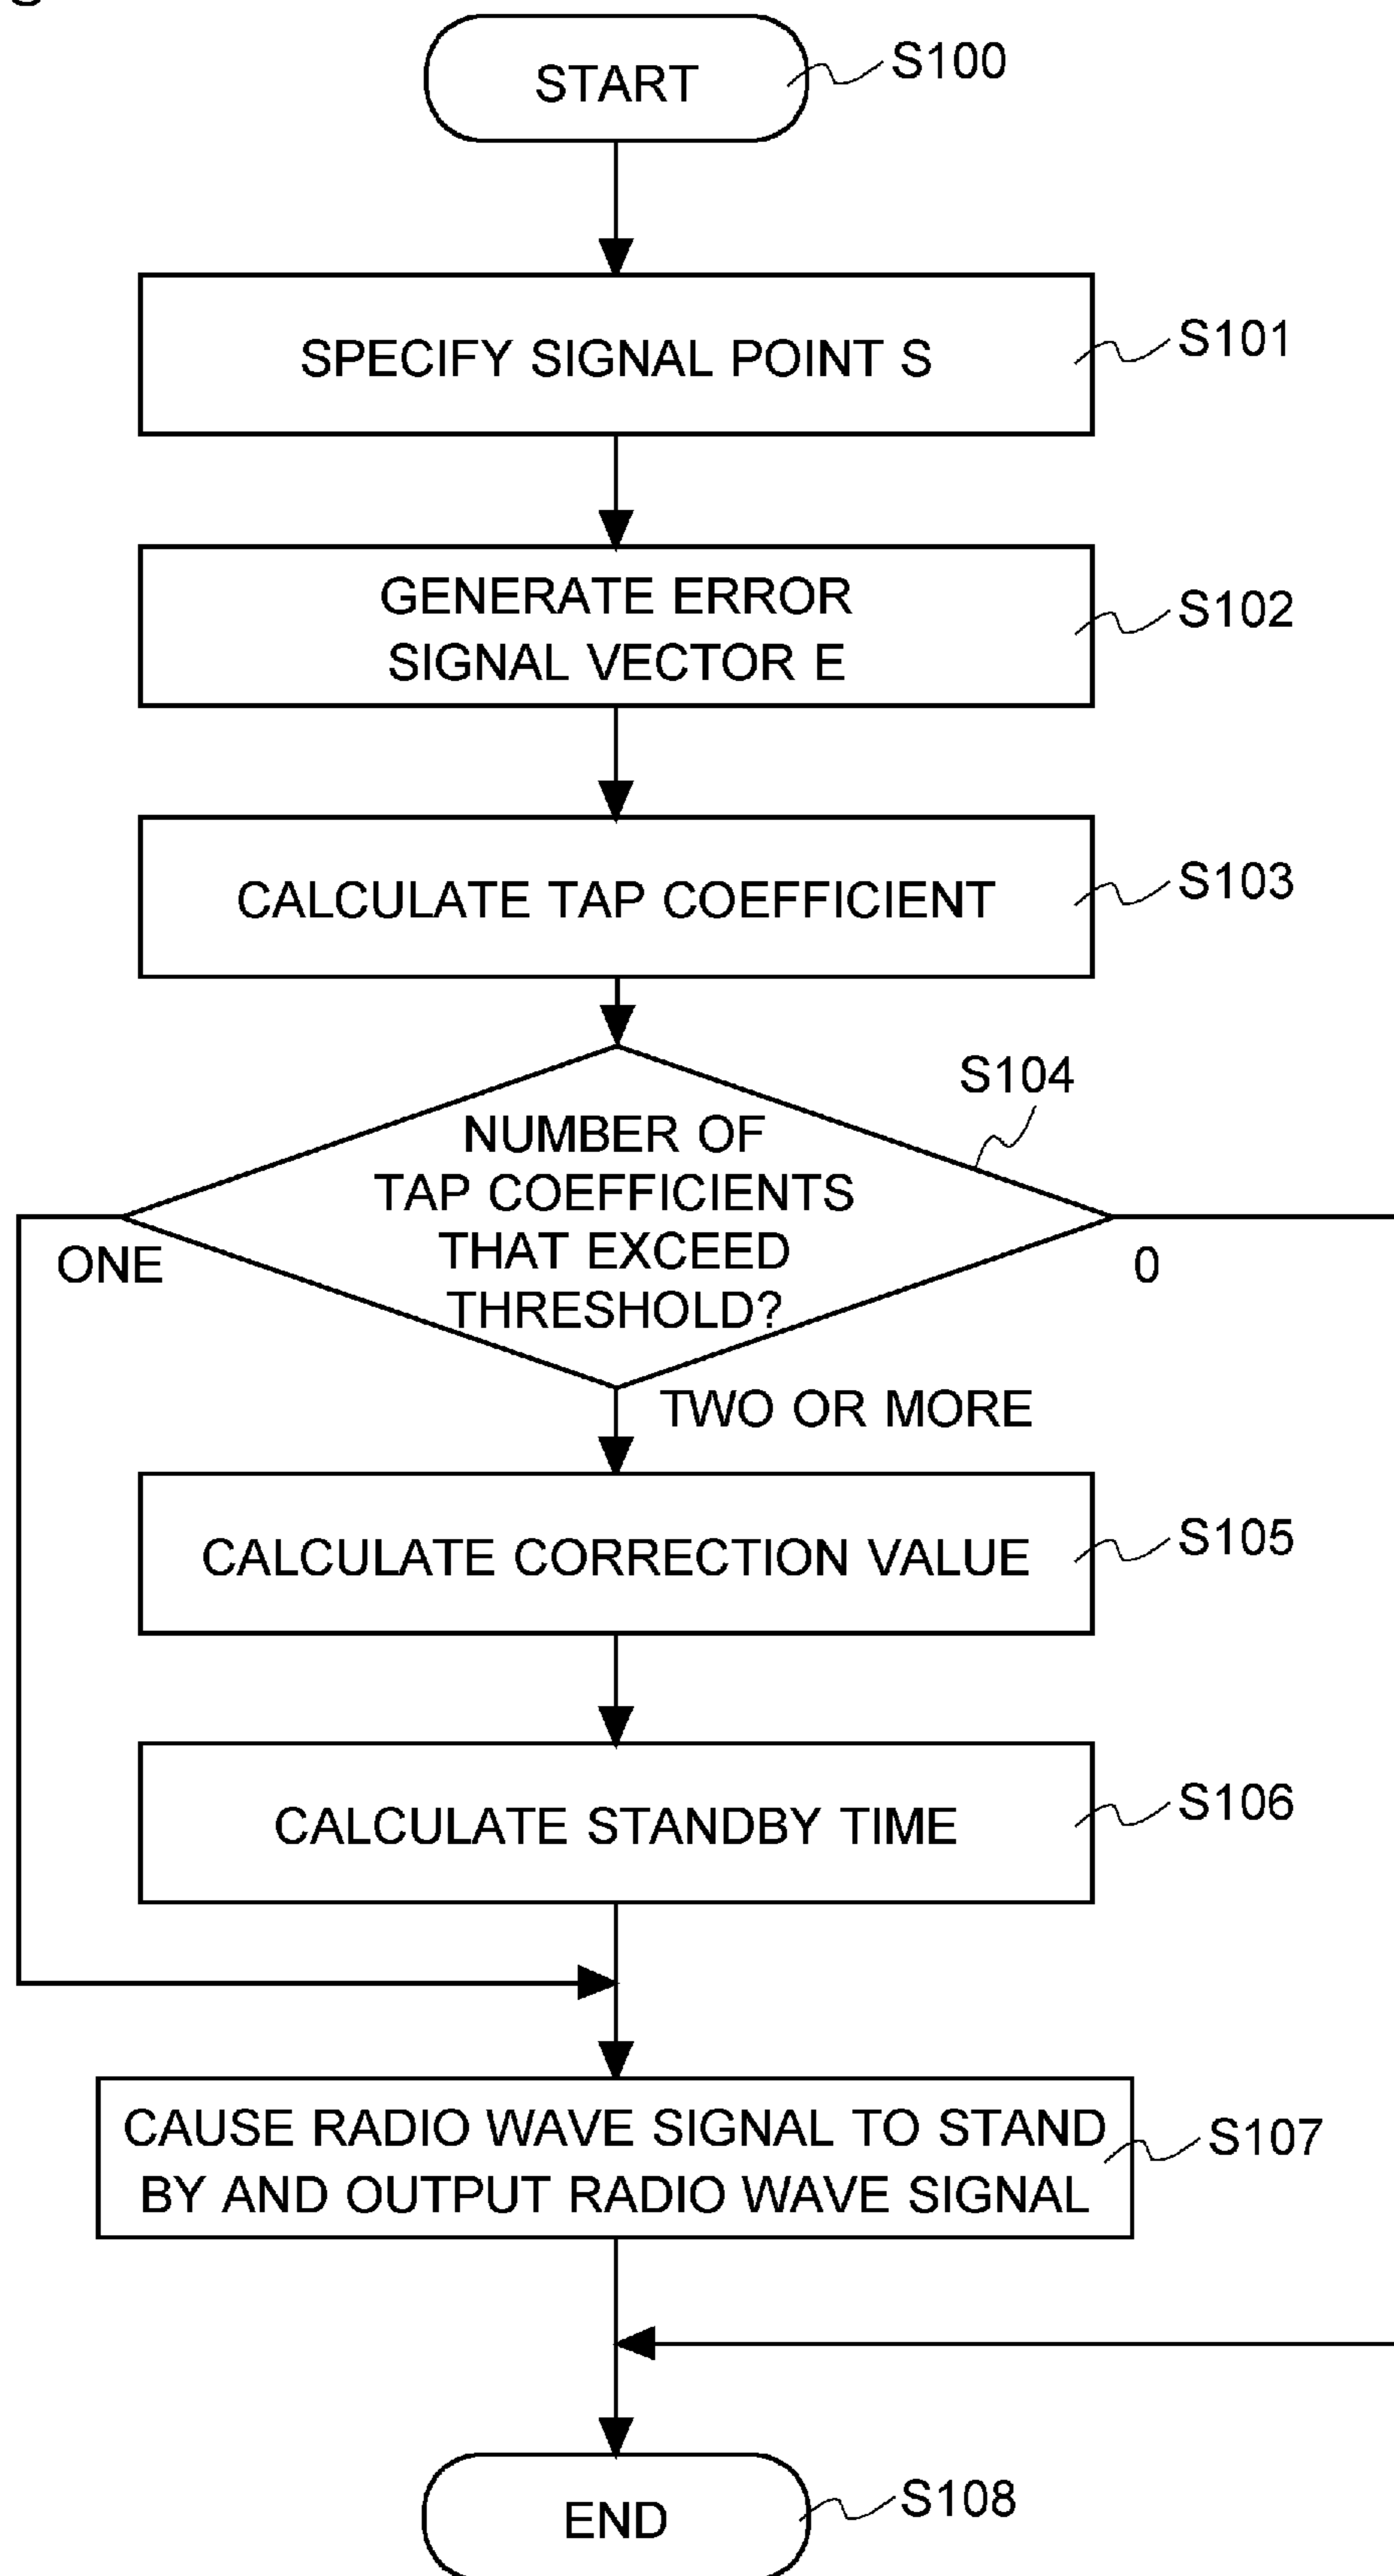 START
S100
SPECIFY SIGNAL POINT S
S101
GENERATE ERROR
SIGNAL VECTOR E
S102
CALCULATE TAP COEFFICIENT
S103
S104
NUMBER OF
TAP COEFFICIENTS
THAT EXCEED
THRESHOLD?
ONE
0
TWO OR MORE
CALCULATE CORRECTION VALUE
S105
CALCULATE STANDBY TIME
S106
CAUSE RADIO WAVE SIGNAL TO STAND
BY AND OUTPUT RADIO WAVE SIGNAL
S107
END
S108